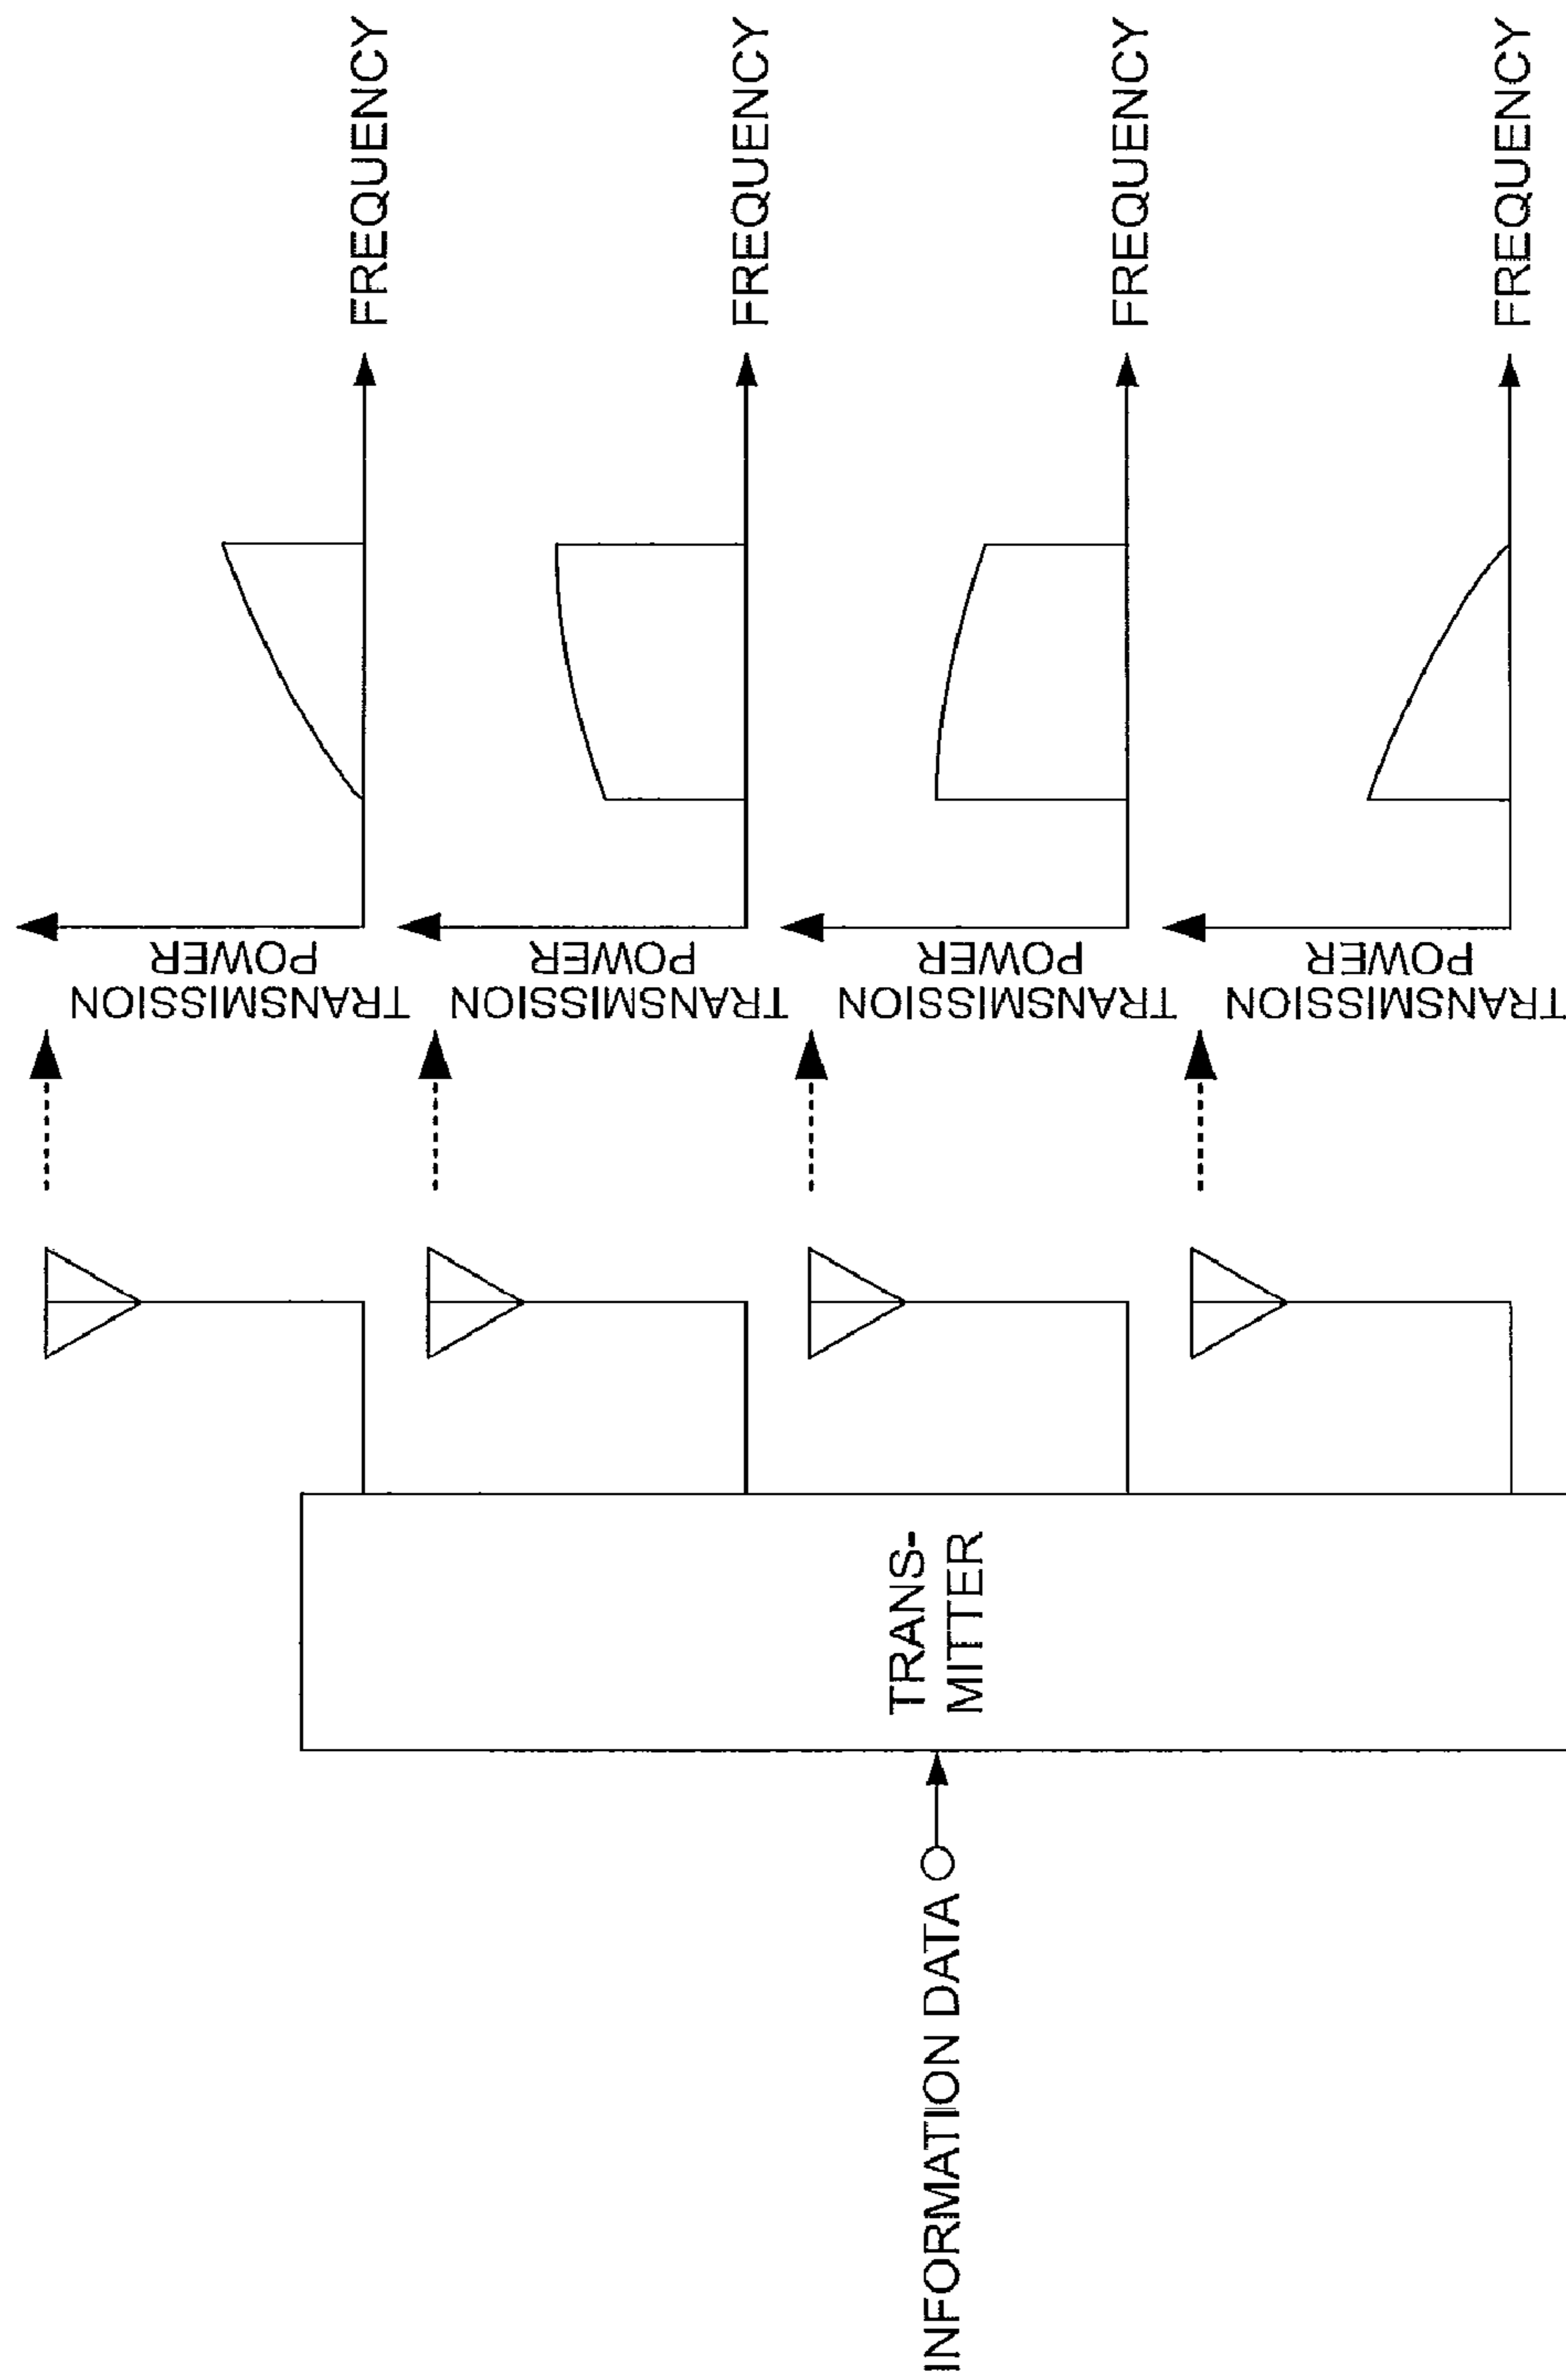 INFORMATION DATA
TRANS-
MITTER
TRANSMISSION
POWER
FREQUENCY
TRANSMISSION
POWER
FREQUENCY
TRANSMISSION
POWER
FREQUENCY
TRANSMISSION
POWER
FREQUENCY